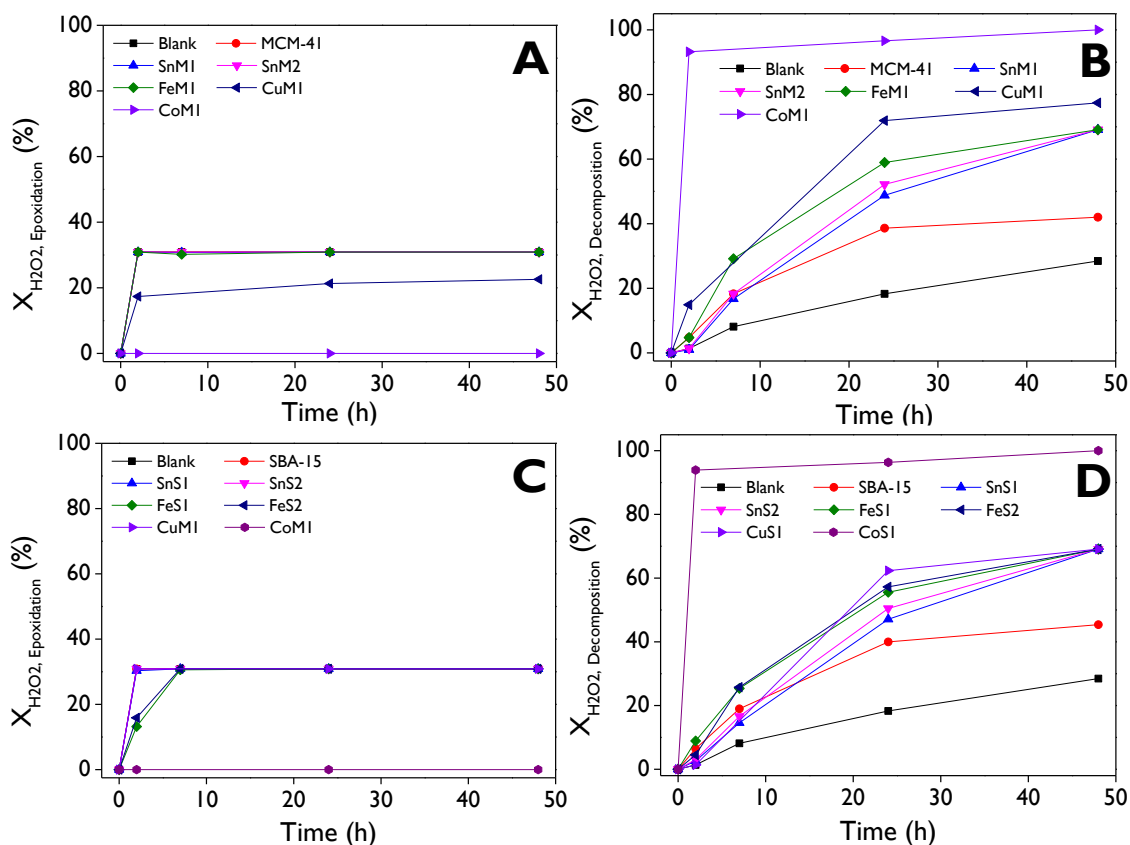 A
X H2O2, Epoxidation (%)
100
80
60
40
20
0
Blank MCM-41
SnM1 SnM2
FeM1 CuM1
CoM1
0 10 20 30 40 50
Time (h)
B
X H2O2, Decomposition (%)
100
80
60
40
20
0
Blank MCM-41 SnM1
SnM2 FeM1 CuM1
CoM1
0 10 20 30 40 50
Time (h)
C
X H2O2, Epoxidation (%)
100
80
60
40
20
0
Blank SBA-15
SnS1 SnS2
FeS1 FeS2
CuM1 CoM1
0 10 20 30 40 50
Time (h)
D
X H2O2, Decomposition (%)
100
80
60
40
20
0
Blank SBA-15 SnS1
SnS2 FeS1 FeS2
CuS1 CoS1
0 10 20 30 40 50
Time (h)